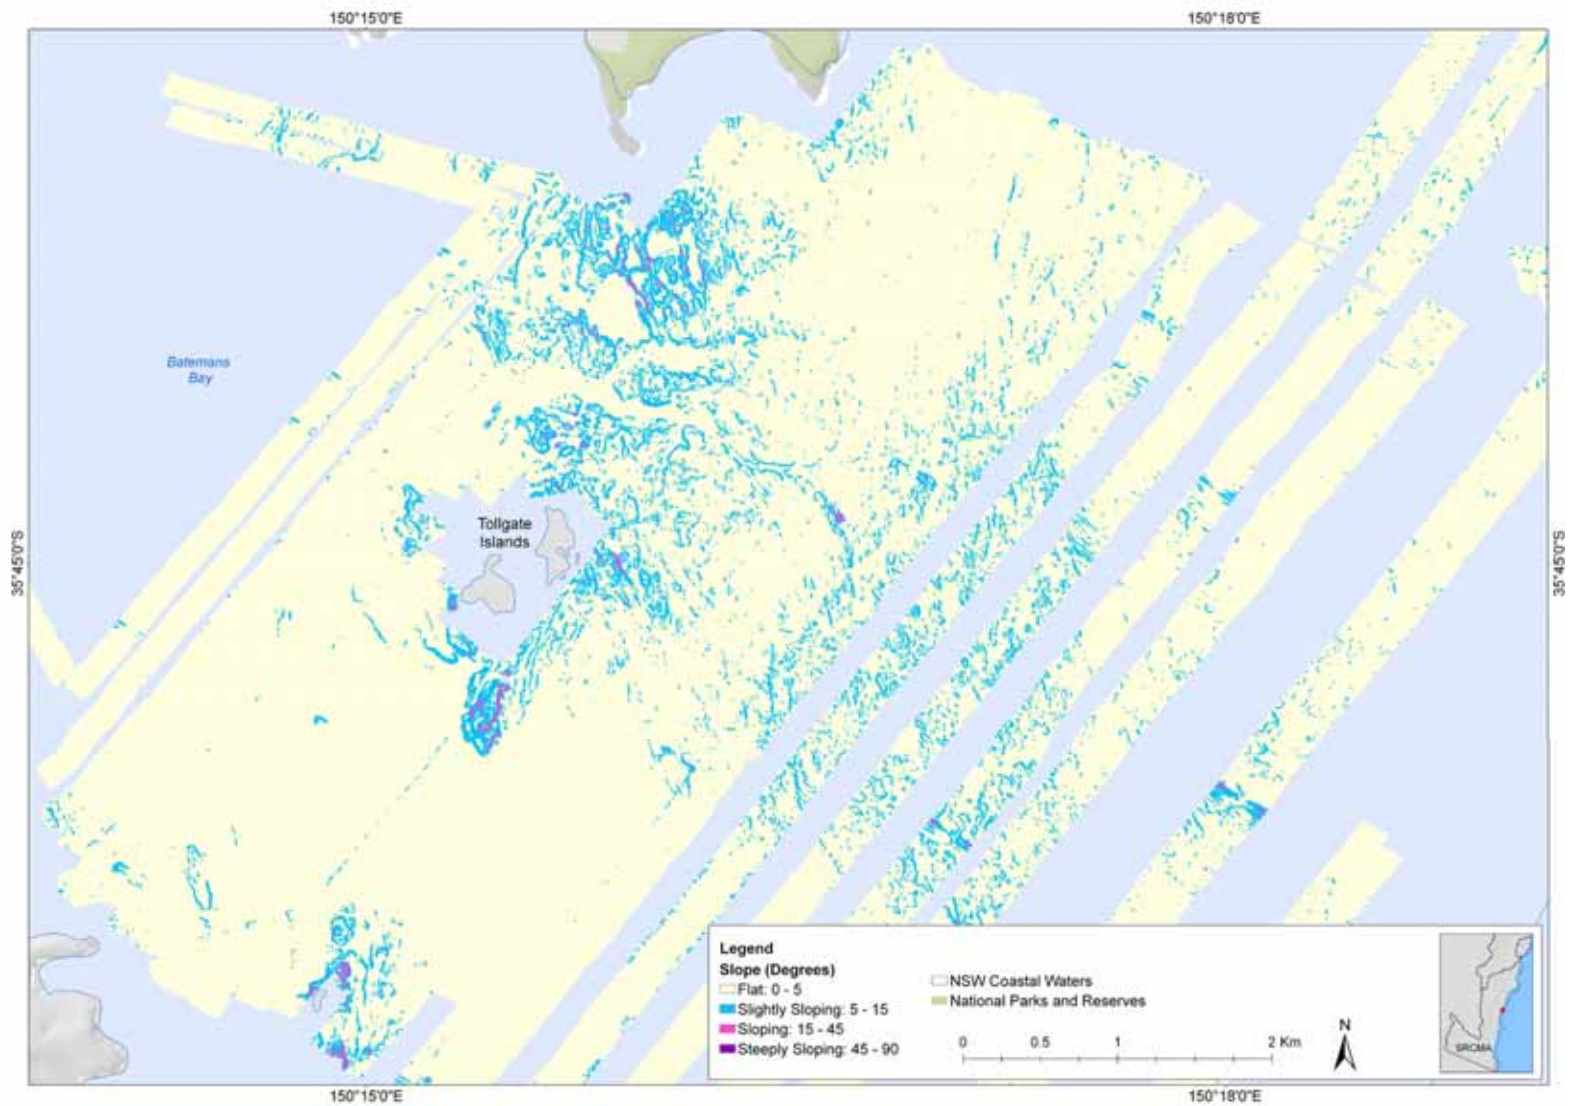 150°15'0"E
150°18'0"E
Batemans
Bay
Tollgate
Islands
35°45'0"S
35°45'0"S
Legend
Slope (Degrees)
Flat: 0 - 5
Slightly Sloping: 5 - 15
Sloping: 15 - 45
Steeply Sloping: 45 - 90
NSW Coastal Waters
National Parks and Reserves
0 0.5 1 2 Km
N
SRCMA
150°15'0"E
150°18'0"E